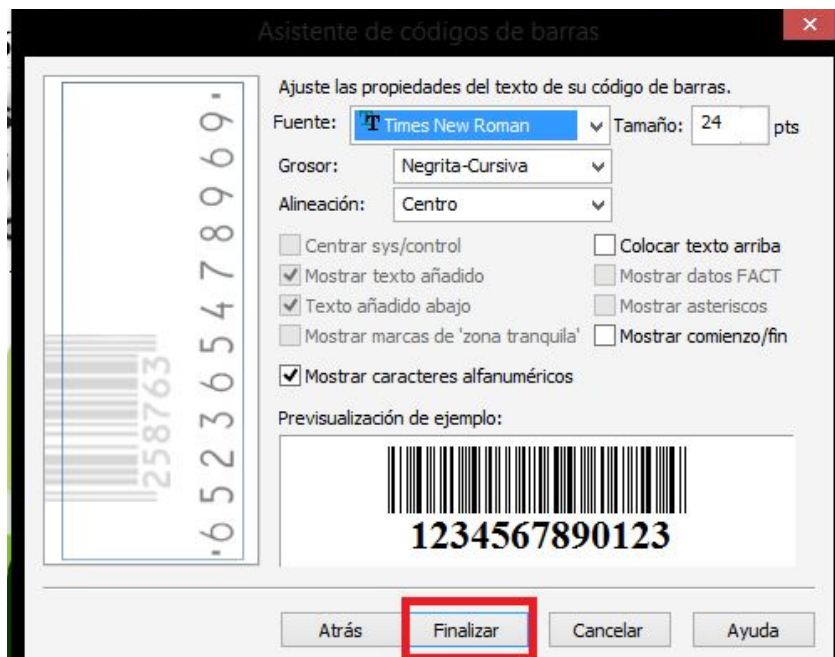 Asistente de códigos de barras
Ajuste las propiedades del texto de su código de barras.
Fuente: Times New Roman Tamaño: 24 pts
Grosor: Negrita-Cursiva
Alineación: Centro
Centrar sys/control Colocar texto arriba
Mostrar texto añadido Mostrar datos FACT
Texto añadido abajo Mostrar asteriscos
Mostrar marcas de 'zona tranquila' Mostrar comienzo/fin
Mostrar caracteres alfanuméricos
Previsualización de ejemplo:
1234567890123
-652365478969-
258763
Atrás Finalizar Cancelar Ayuda